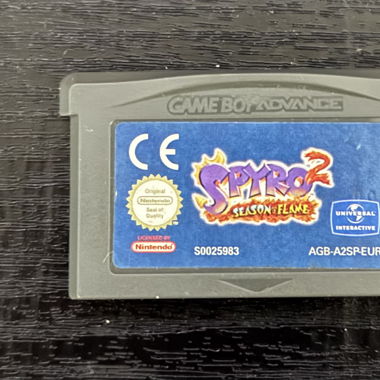 GAME BOY ADVANCE
CE
SPYRO 2
SEASON OF FLAME
Original
Nintendo
Seal of
Quality
LICENSED BY
Nintendo
S0025983
UNIVERSAL
INTERACTIVE
AGB-A2SP-EUR